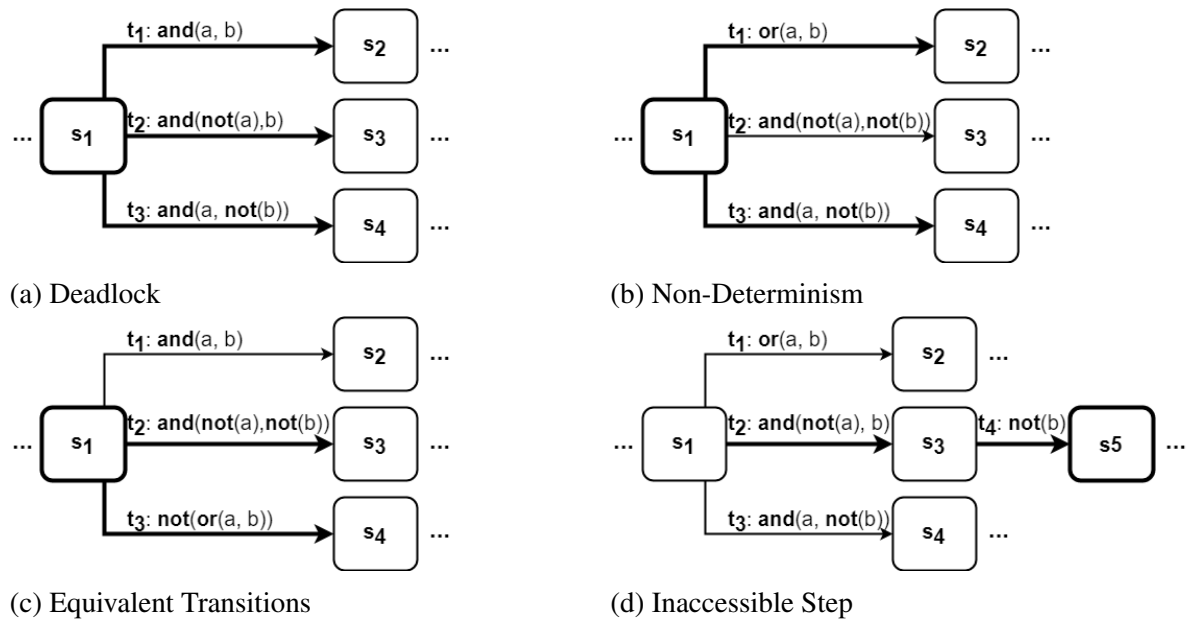 t1: and(a, b)
s2
...
...
s1
t2: and(not(a),b)
s3
...
t3: and(a, not(b))
s4
...
(a) Deadlock
t1: or(a, b)
s2
...
...
s1
t2: and(not(a),not(b))
s3
...
t3: and(a, not(b))
s4
...
(b) Non-Determinism
t1: and(a, b)
s2
...
...
s1
t2: and(not(a),not(b))
s3
...
t3: not(or(a, b))
s4
...
(c) Equivalent Transitions
t1: or(a, b)
s2
...
...
s1
t2: and(not(a), b)
s3
t4: not(b)
s5
...
t3: and(a, not(b))
s4
...
(d) Inaccessible Step